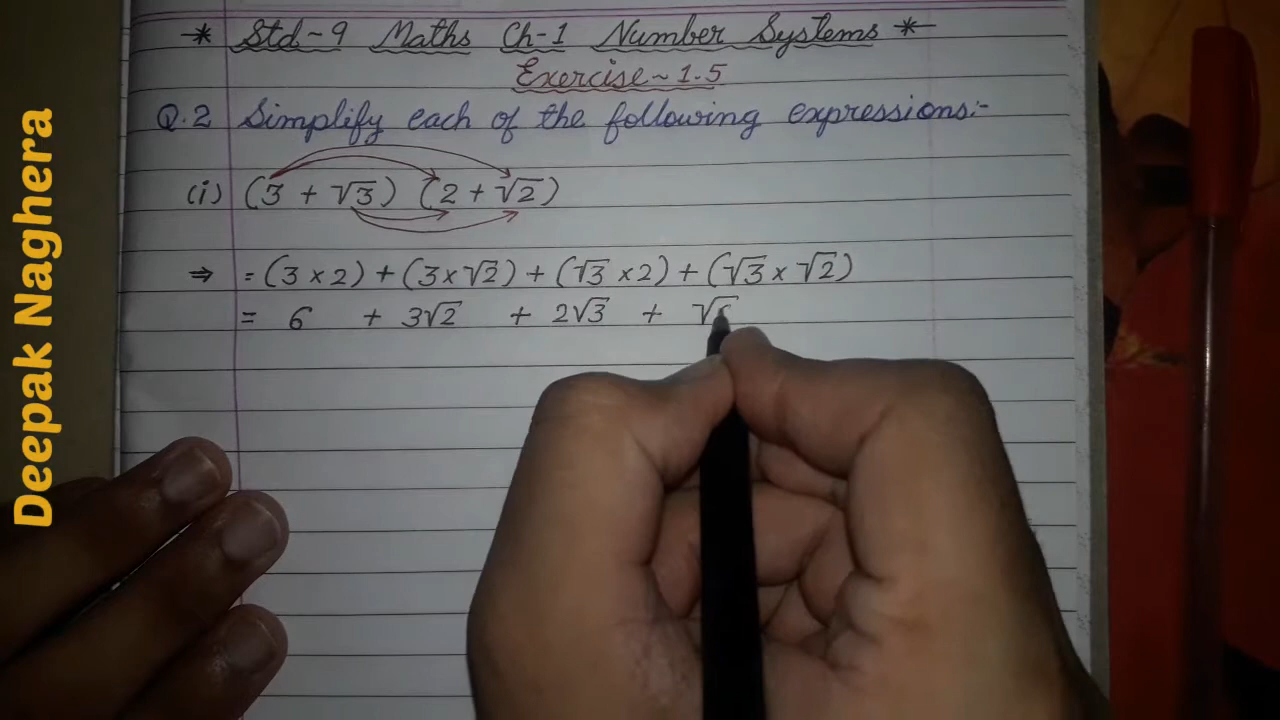 * Std-9 Maths Ch-1 Number Systems *
Exercise-1.5
Q.2 Simplify each of the following expressions:-
(i) (3 + √3) (2 + √2)
⇒ = (3 × 2) + (3 × √2) + (√3 × 2) + (√3 × √2)
= 6 + 3√2 + 2√3 + √
Deepak Naghera